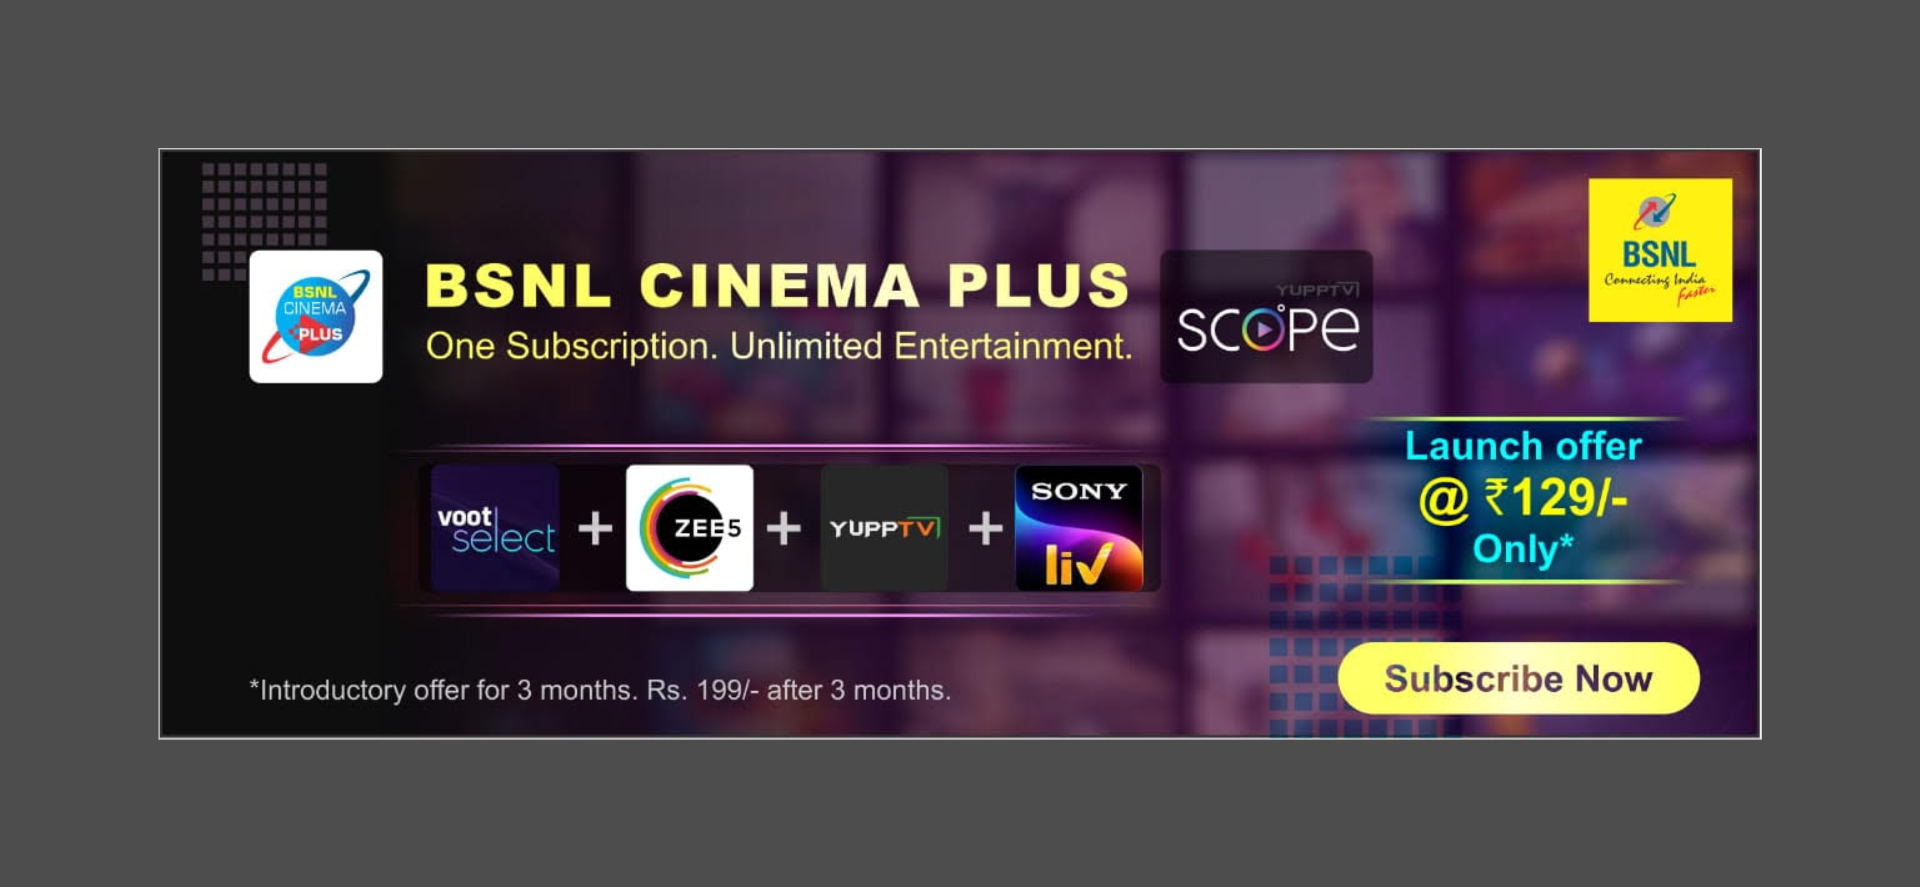 BSNL
CINEMA
PLUS
BSNL CINEMA PLUS
One Subscription. Unlimited Entertainment.
YUPPTV
SCOPE
BSNL
Connecting India
Faster
voot
select
+
ZEE5
+
YUPPTV
+
SONY
liv
Launch offer
@ ₹129/-
Only*
*Introductory offer for 3 months. Rs. 199/- after 3 months.
Subscribe Now